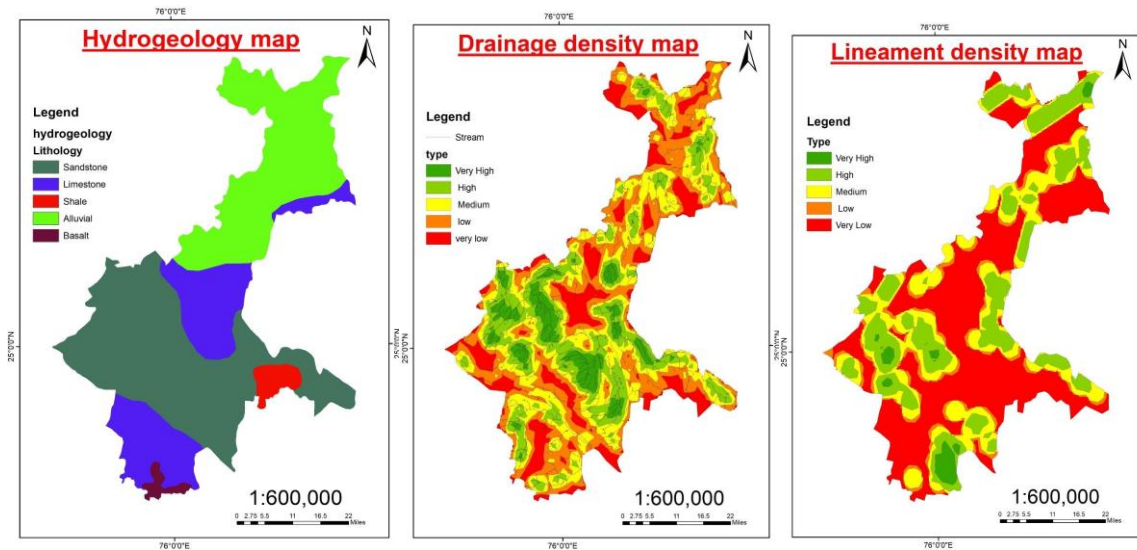 76°0'0"E
Hydrogeology map
N
Legend
hydrogeology
Lithology
Sandstone
Limestone
Shale
Alluvial
Basalt
25°0'0"N
25°0'0"N
1:600,000
0 2.75 5.5 11 16.5 22
Miles
76°0'0"E
76°0'0"E
Drainage density map
N
Legend
Stream
type
Very High
High
Medium
low
very low
25°0'0"N
1:600,000
0 2.75 5.5 11 16.5 22
Miles
76°0'0"E
76°0'0"E
Lineament density map
N
Legend
Type
Very High
High
Medium
Low
Very Low
25°0'0"N
1:600,000
0 2.75 5.5 11 16.5 22
Miles
76°0'0"E